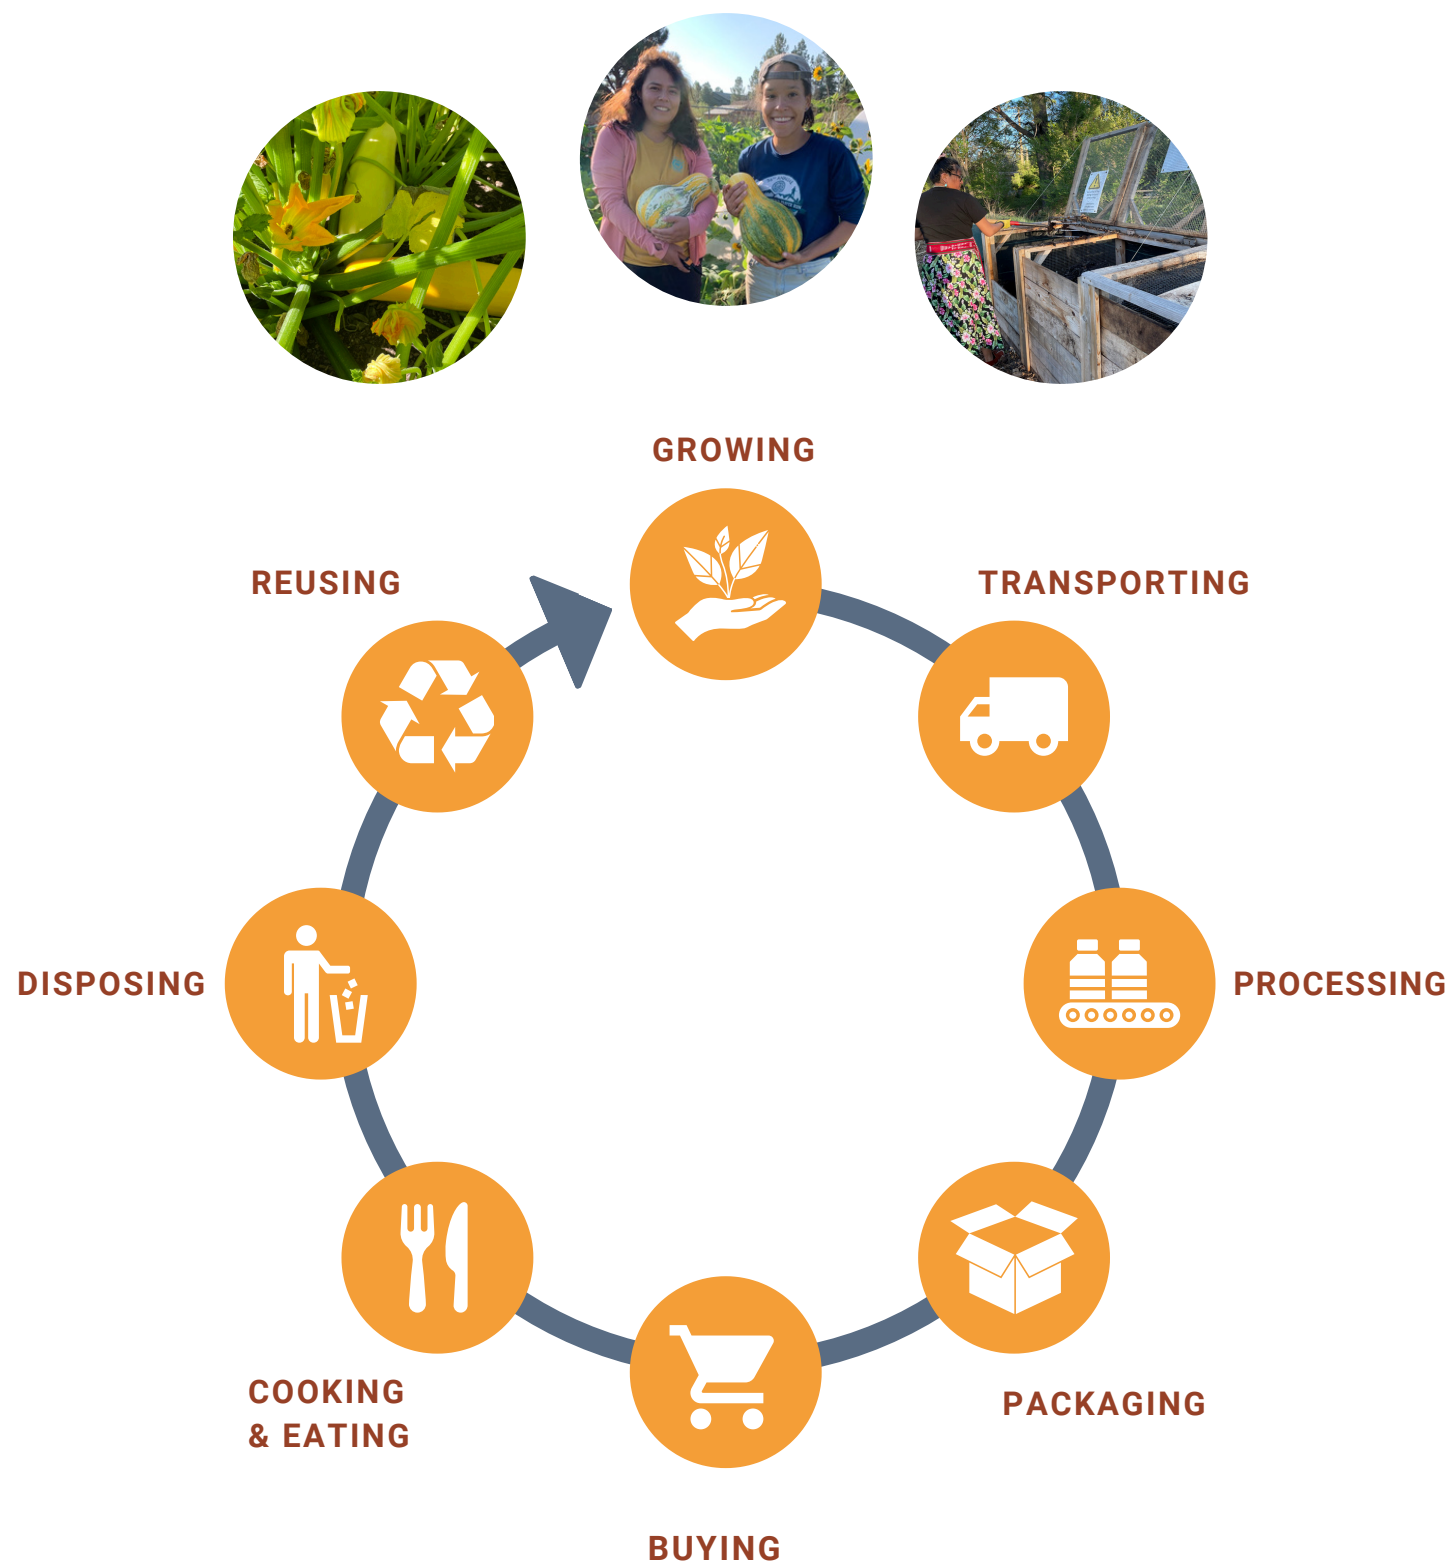 GROWING
REUSING
TRANSPORTING
DISPOSING
PROCESSING
COOKING
& EATING
PACKAGING
BUYING